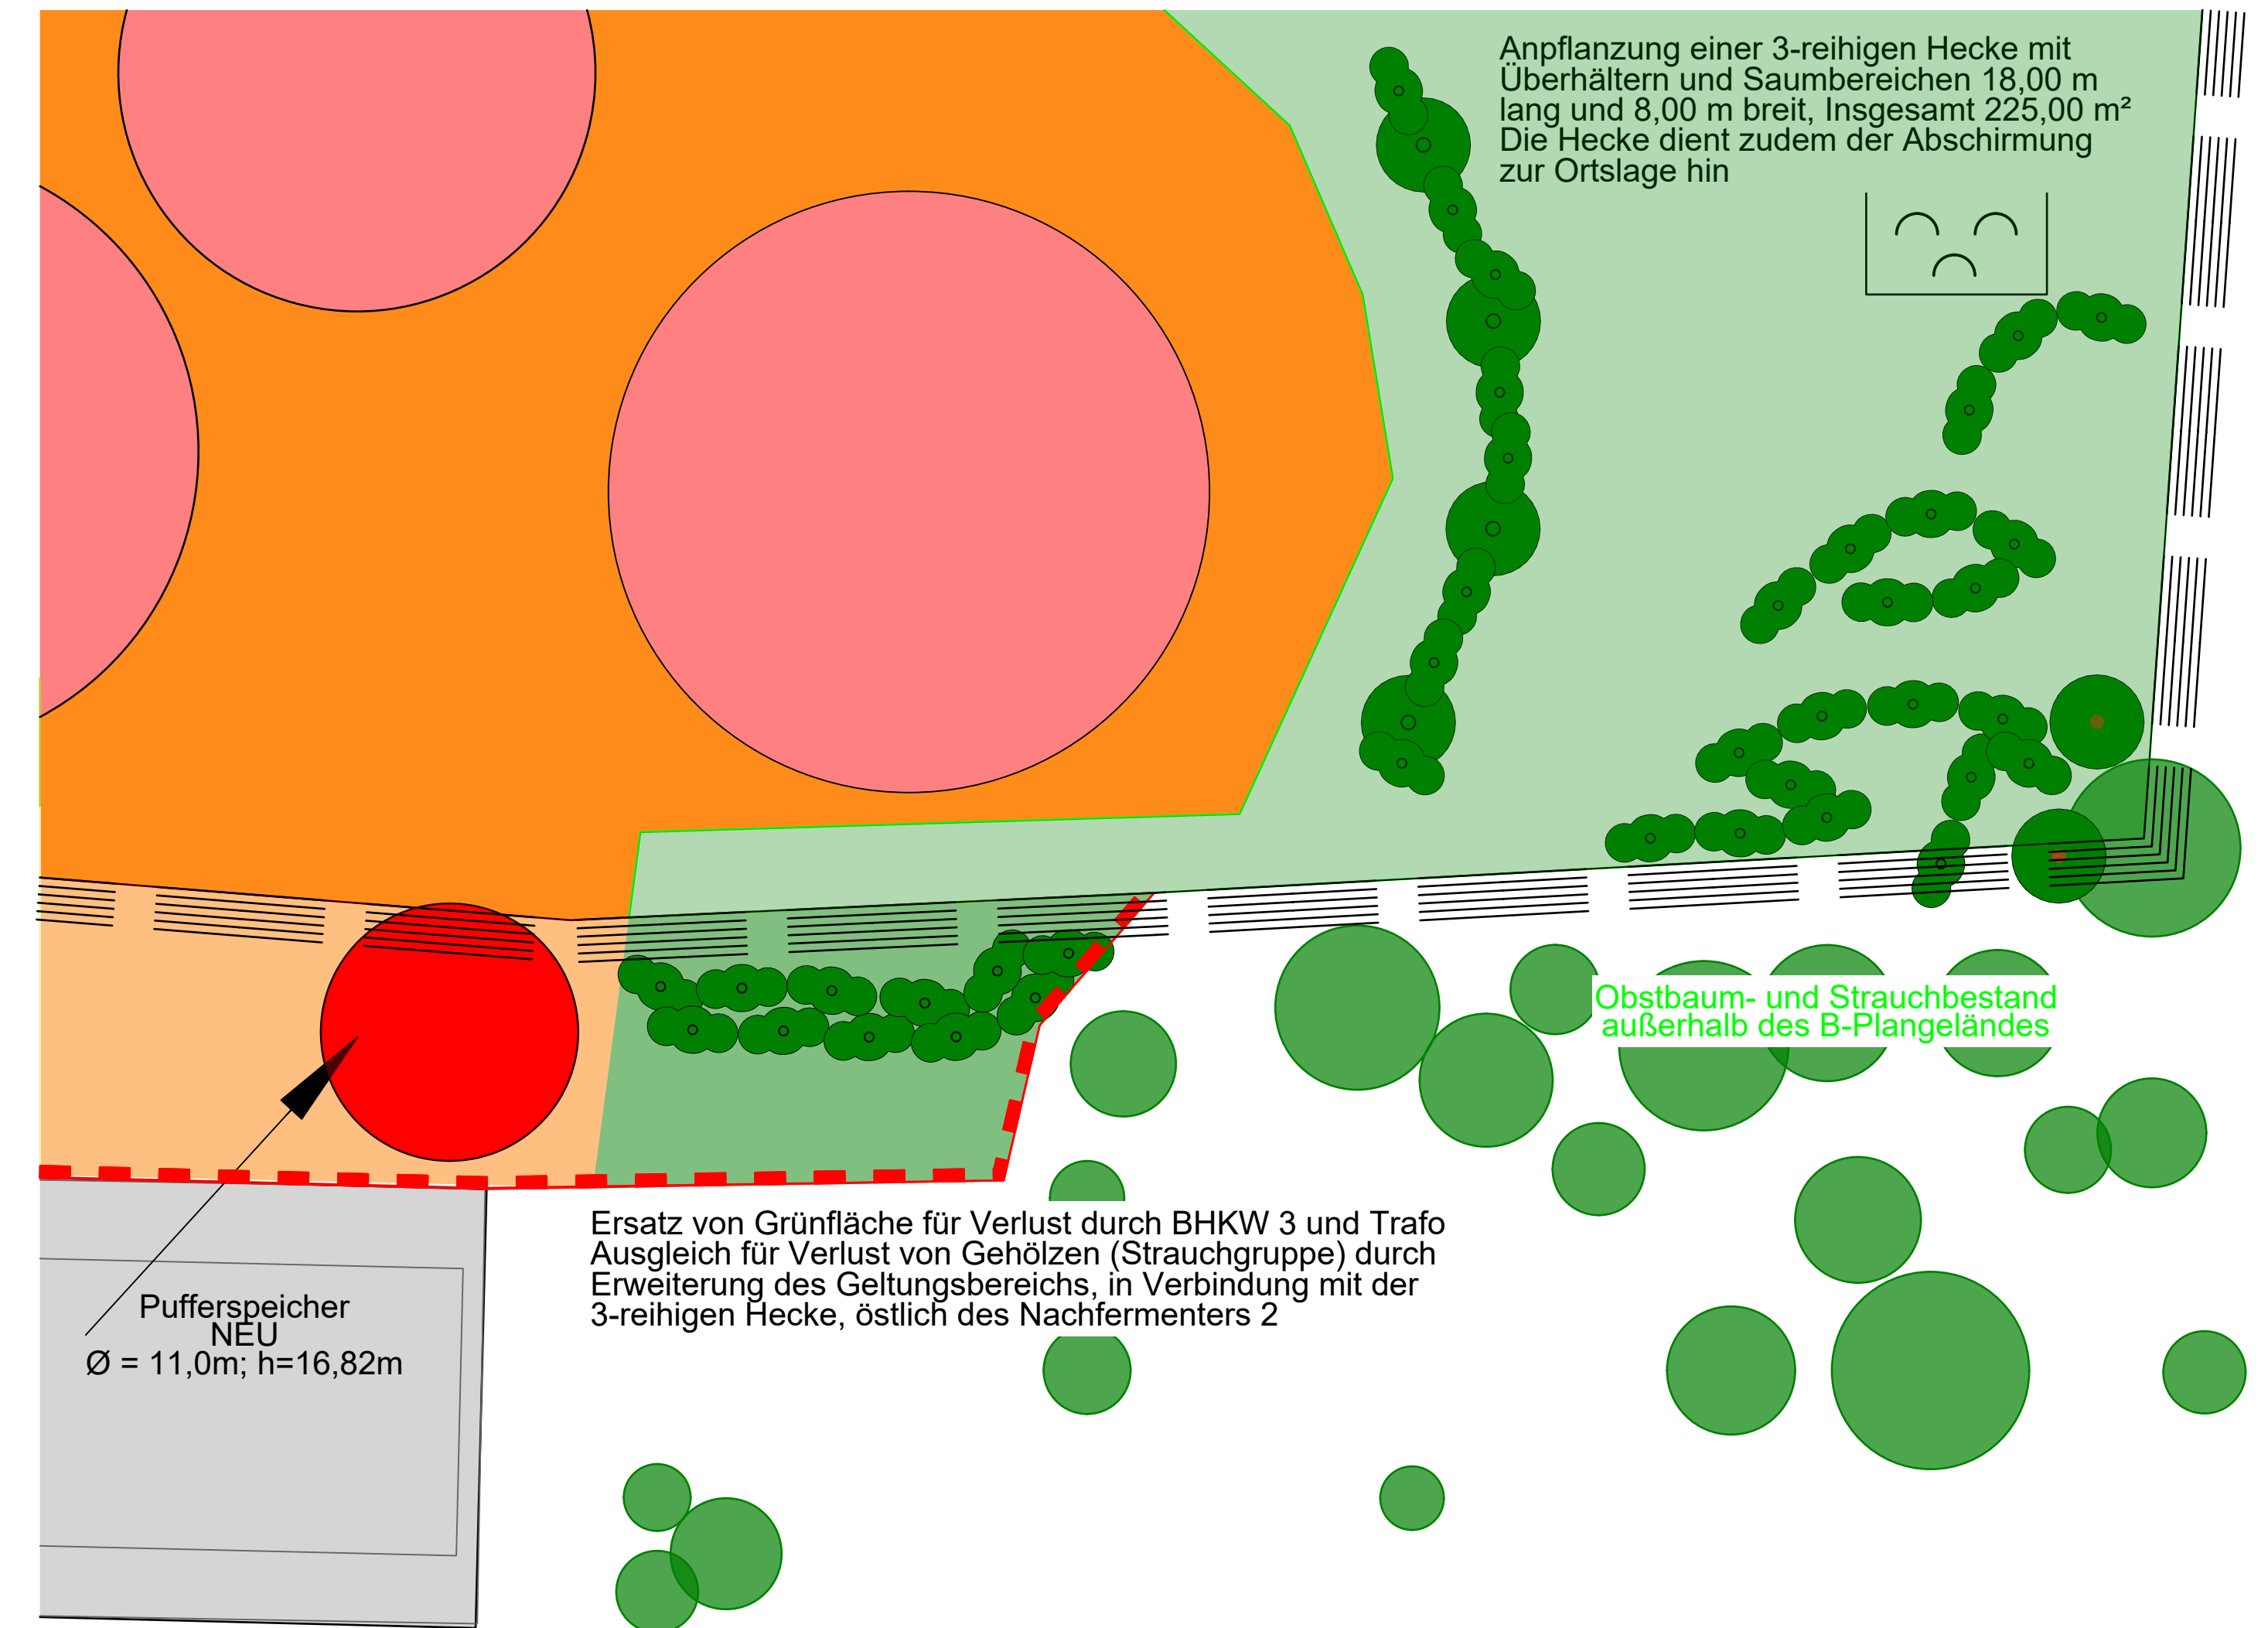 Anpflanzung einer 3-reihigen Hecke mit
Überhältern und Saumbereichen 18,00 m
lang und 8,00 m breit, Insgesamt 225,00 m²
Die Hecke dient zudem der Abschirmung
zur Ortslage hin
Obstbaum- und Strauchbestand
außerhalb des B-Plangeländes
Ersatz von Grünfläche für Verlust durch BHKW 3 und Trafo
Ausgleich für Verlust von Gehölzen (Strauchgruppe) durch
Erweiterung des Geltungsbereichs, in Verbindung mit der
3-reihigen Hecke, östlich des Nachfermenters 2
Pufferspeicher
NEU
Ø = 11,0m; h=16,82m